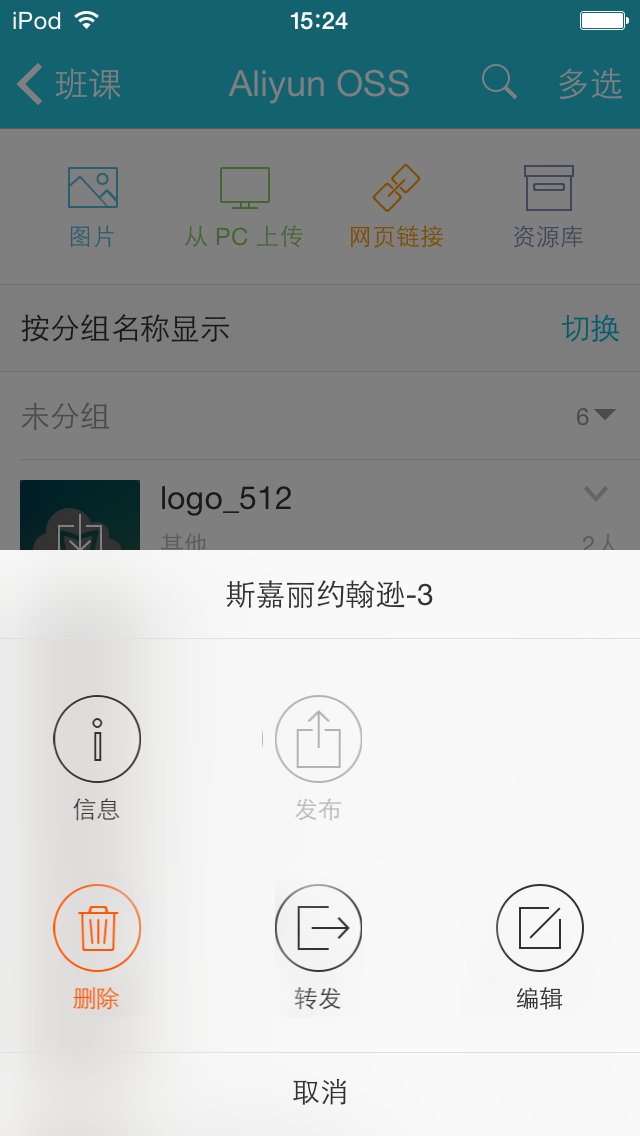 iPod 15:24
班课 Aliyun OSS 多选
图片 从 PC 上传 网页链接 资源库
按分组名称显示 切换
未分组 6
logo_512
其他 2人
斯嘉丽约翰逊-3
信息 发布
删除 转发 编辑
取消